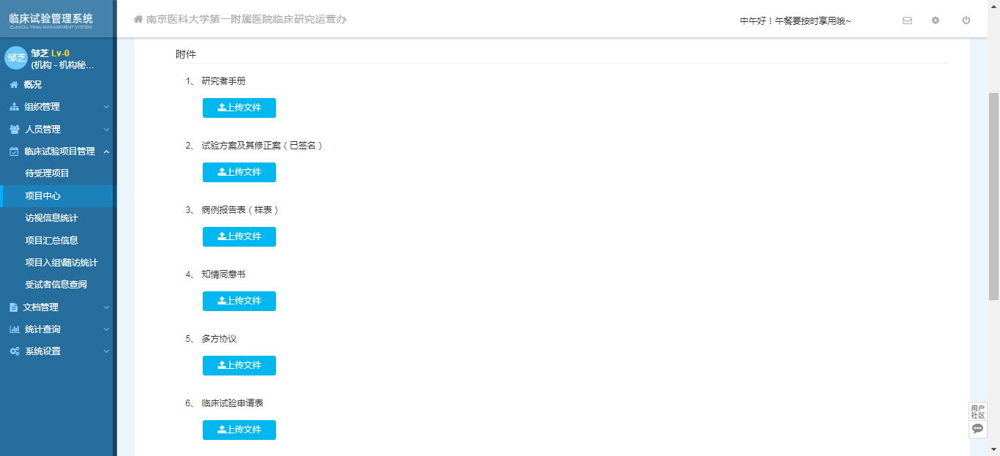 临床试验管理系统
CLINICAL TRIAL MANAGEMENT SYSTEM
南京医科大学第一附属医院临床研究运营办
中午好！午餐要按时享用哦~
邹芝
邹芝 Lv-0
(机构 - 机构秘...
概况
组织管理
人员管理
临床试验项目管理
待受理项目
项目中心
访视信息统计
项目汇总信息
项目入组\随访统计
受试者信息查阅
文档管理
统计查询
系统设置
附件
1、 研究者手册
上传文件
2、 试验方案及其修正案（已签名）
上传文件
3、 病例报告表（样表）
上传文件
4、 知情同意书
上传文件
5、 多方协议
上传文件
6、 临床试验申请表
上传文件
用户
社区